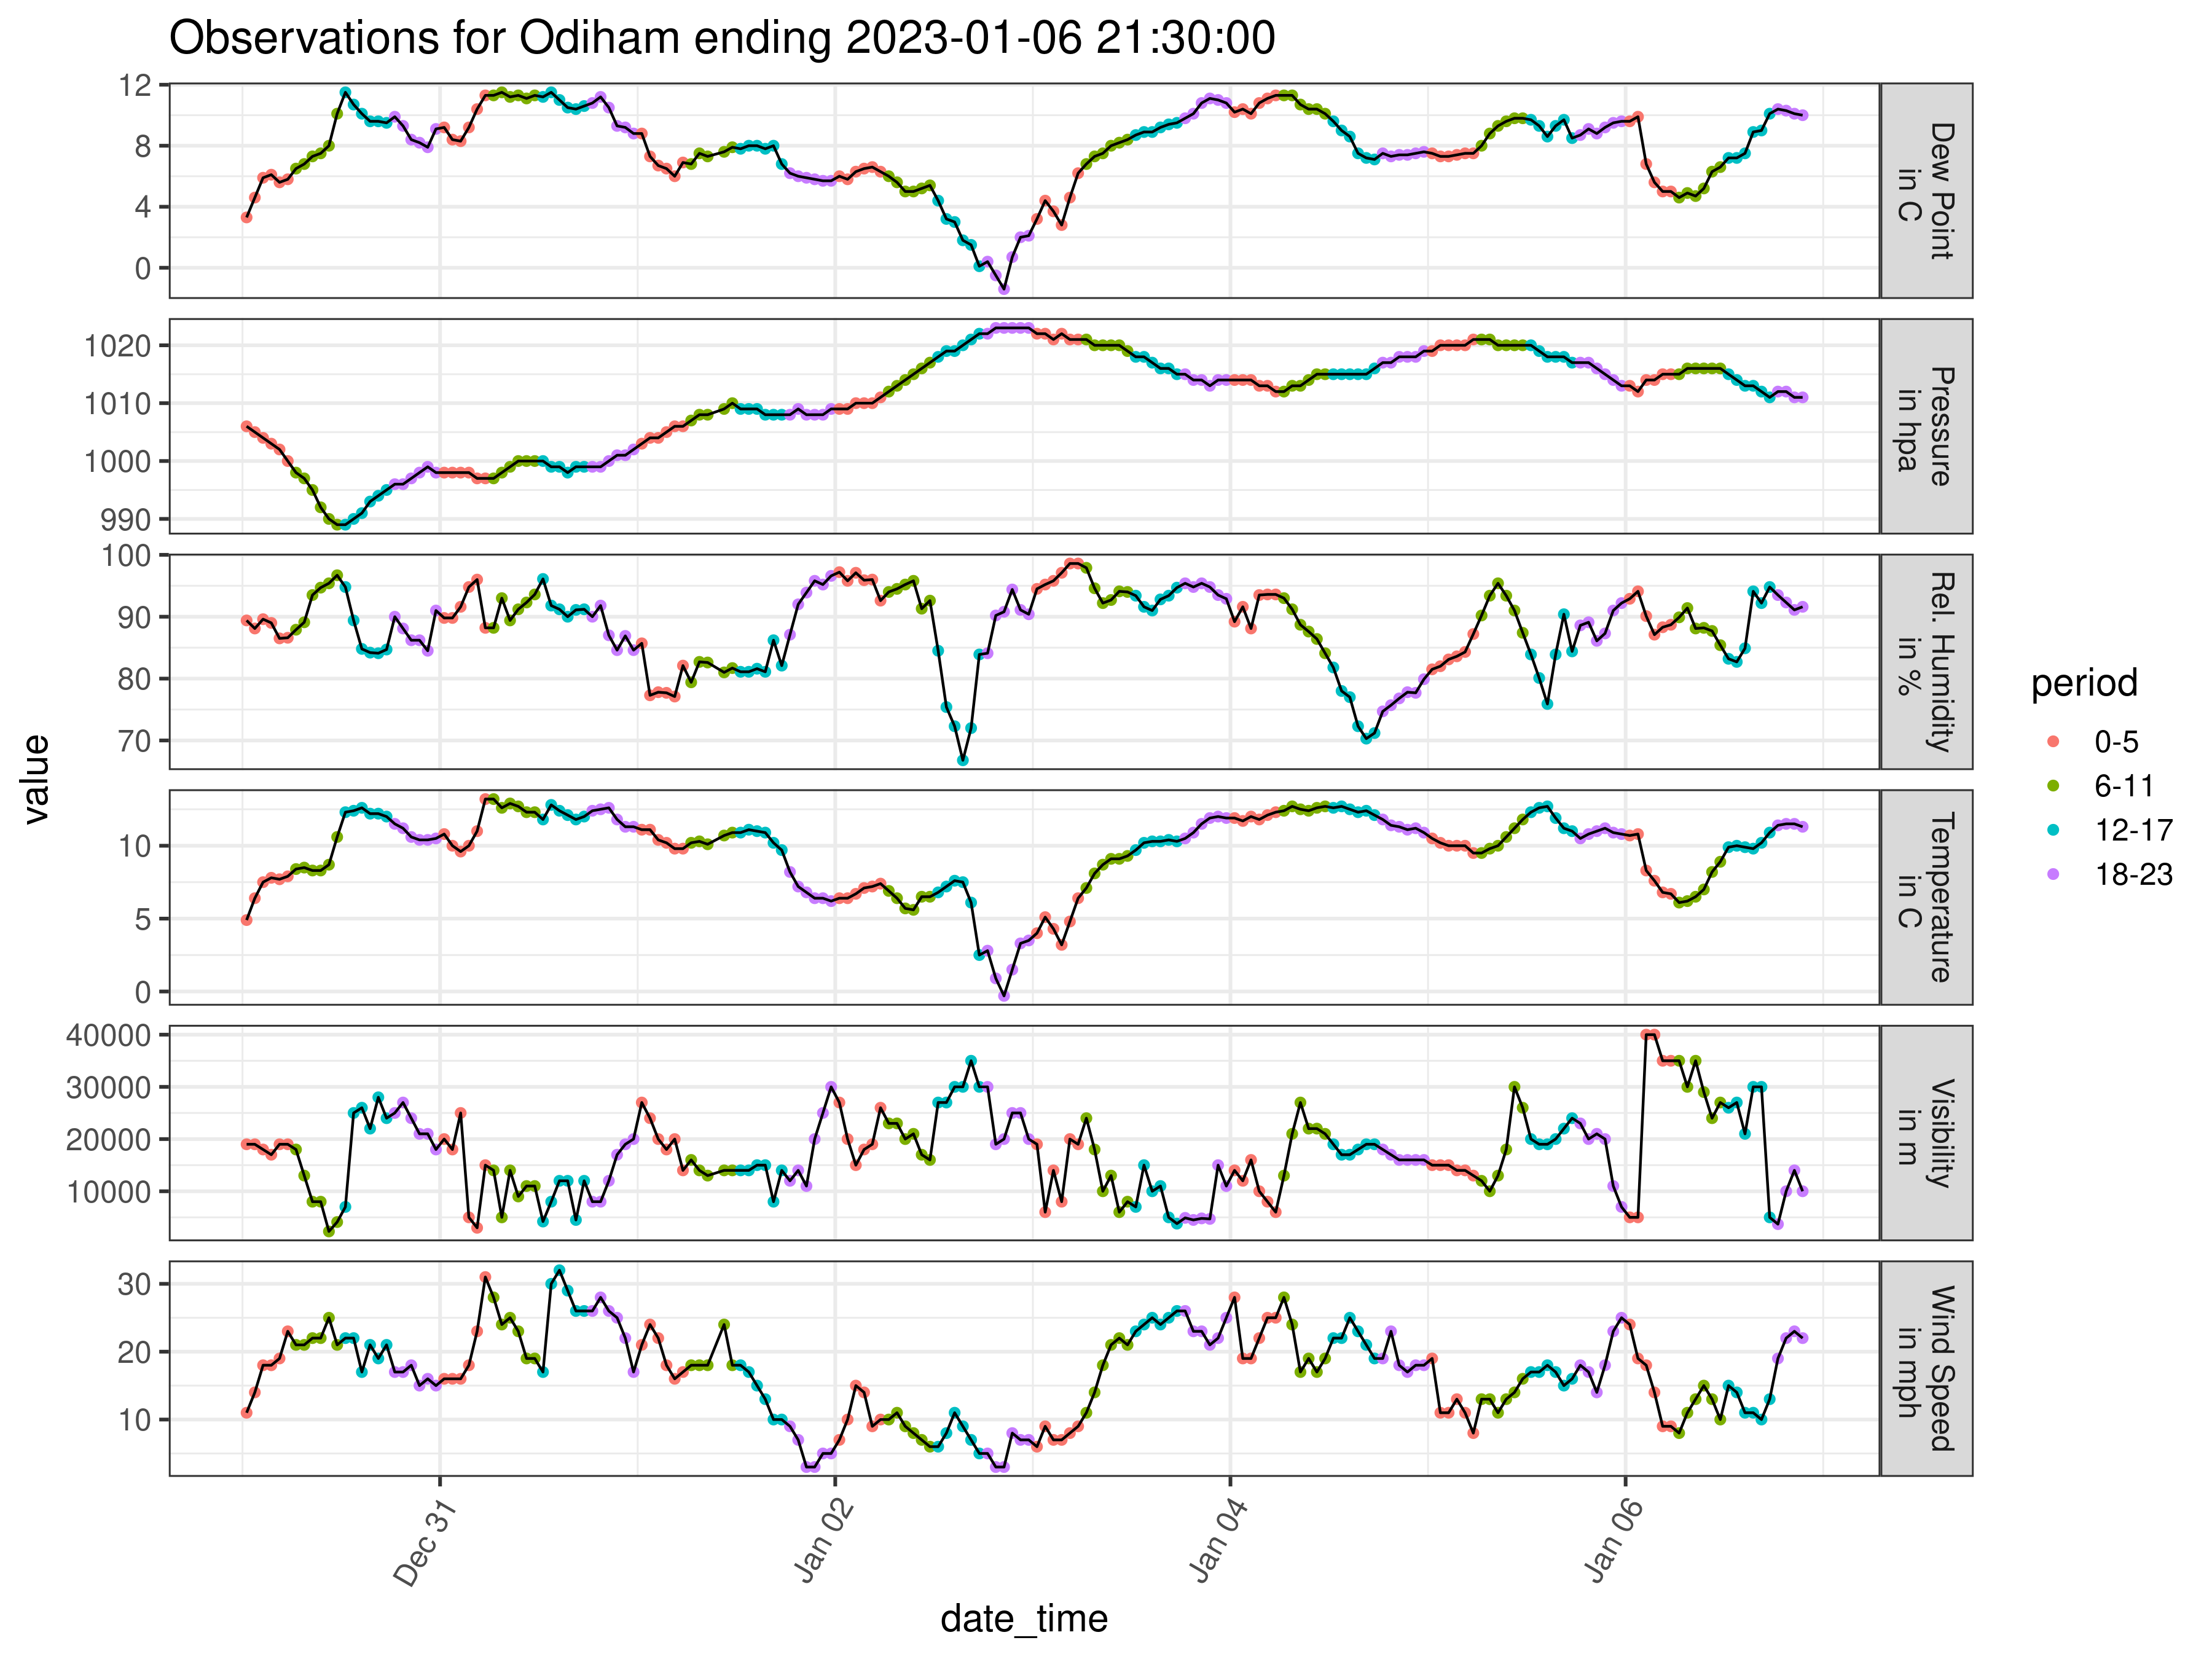 Observations for Odiham ending 2023-01-06 21:30:00
value
12
8
4
0
Dew Point
in C
1020
1010
1000
990
Pressure
in hpa
100
90
80
70
Rel. Humidity
in %
10
5
0
Temperature
in C
40000
30000
20000
10000
Visibility
in m
30
20
10
Wind Speed
in mph
Dec 31
Jan 02
Jan 04
Jan 06
date_time
period
0-5
6-11
12-17
18-23